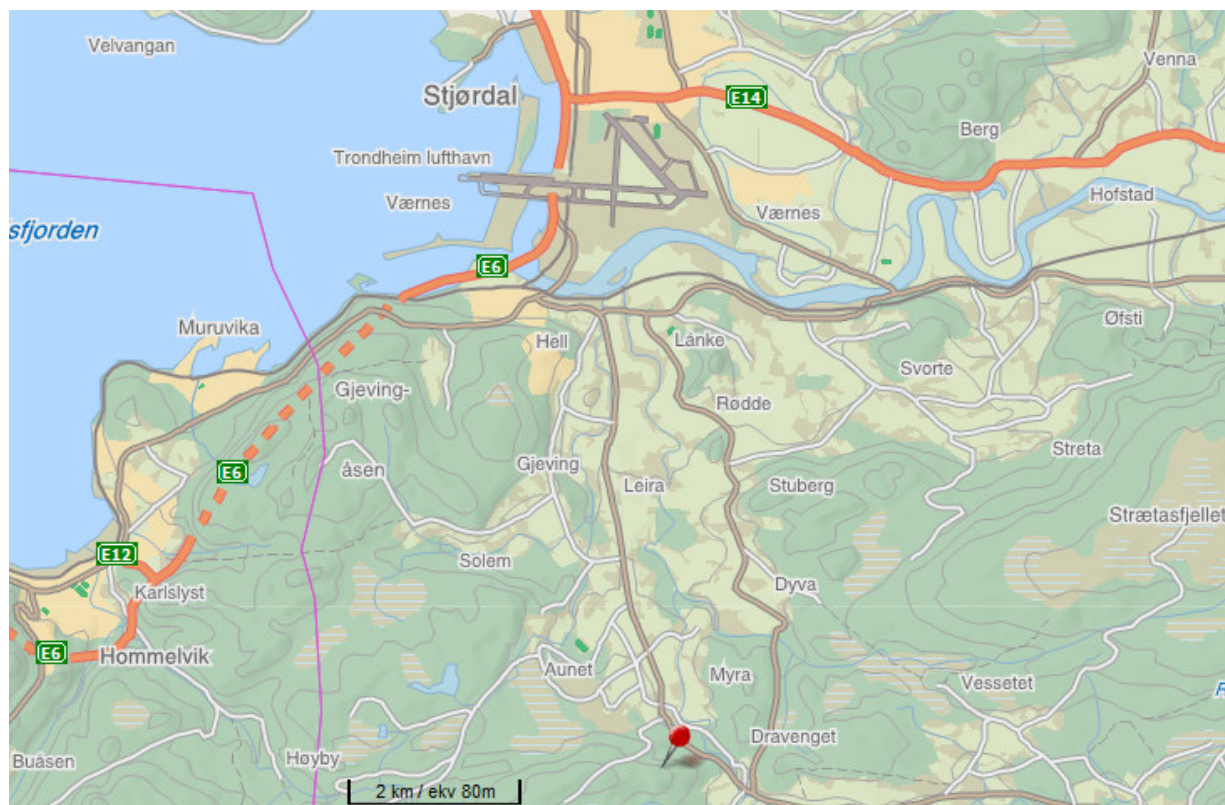 Velvangan
Stjørdal
E14
Venna
Berg
Trondheim lufthavn
Værnes
Værnes
Hofstad
sfjorden
E6
Muruvika
Hell
Lånke
Øfsti
Gjeving-
Svorte
Rødde
E6
åsen
Gjeving
Leira
Stuberg
Streta
Strætasfjellet
E12
Karlslyst
Solem
Dyva
E6
Hommelvik
Aunet
Myra
Vessetet
R
Buåsen
Høyby
Dravenget
2 km / ekv 80m